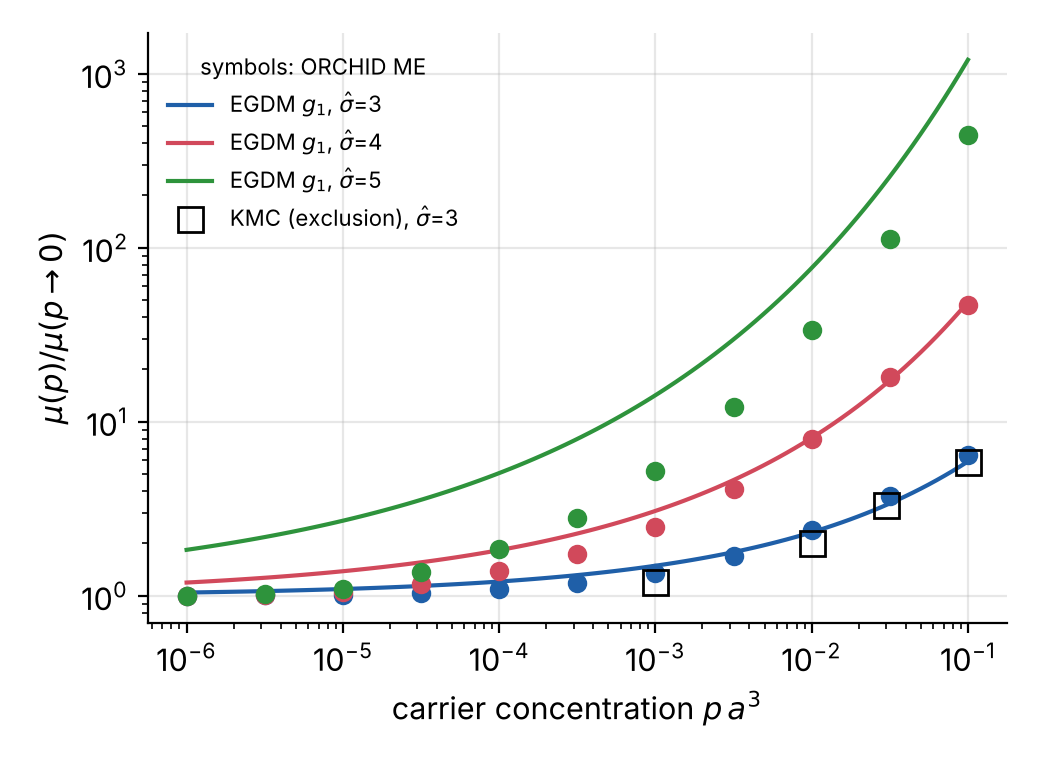 symbols: ORCHID ME
EGDM g₁, σ̂=3
EGDM g₁, σ̂=4
EGDM g₁, σ̂=5
KMC (exclusion), σ̂=3
μ(p)/μ(p→0)
10³
10²
10¹
10⁰
10⁻⁶ 10⁻⁵ 10⁻⁴ 10⁻³ 10⁻² 10⁻¹
carrier concentration p a³